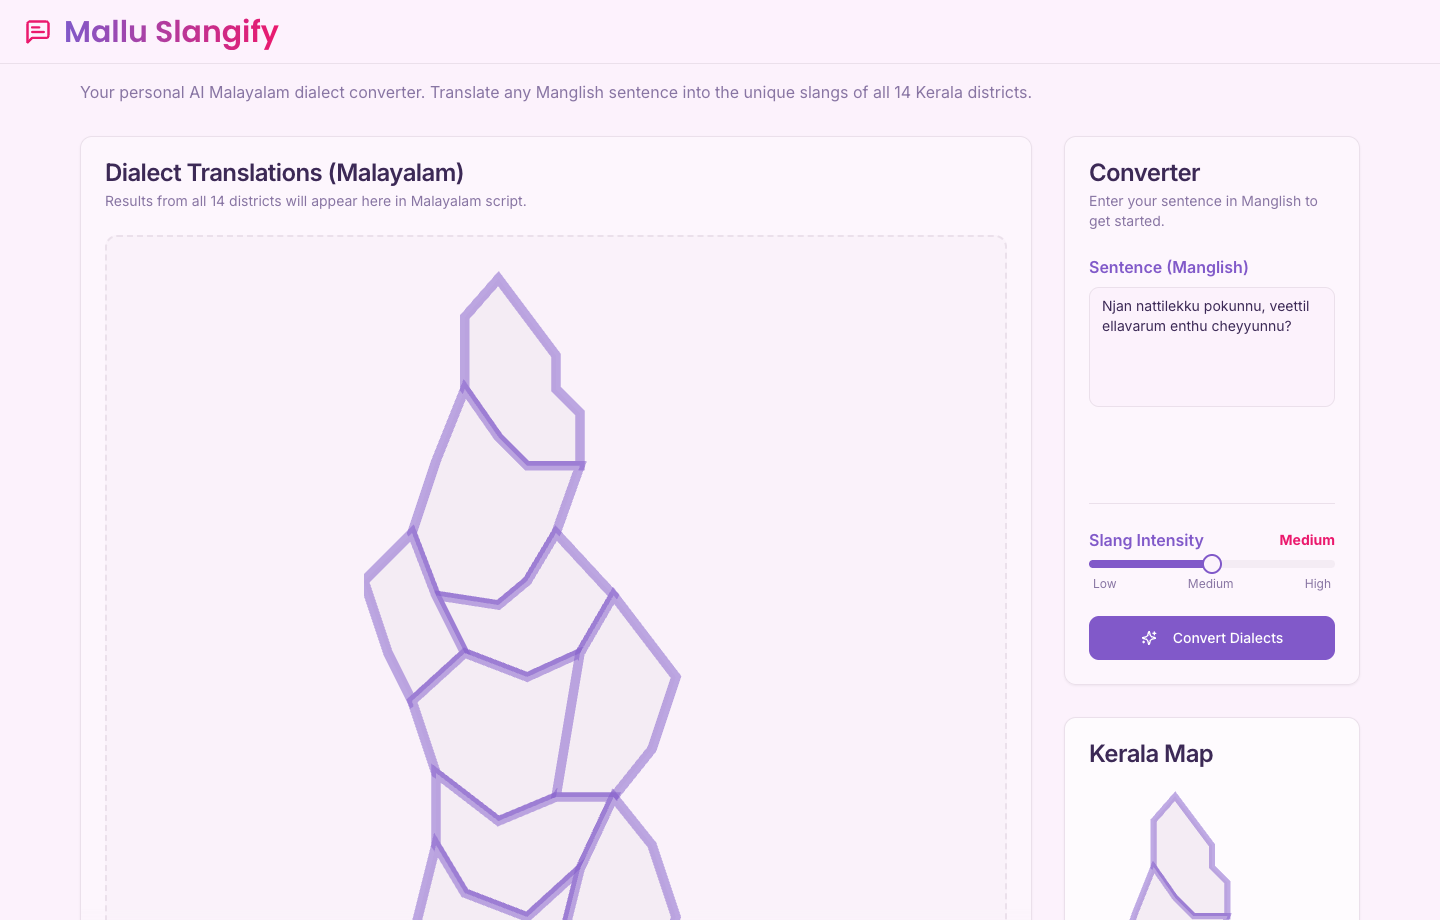 Mallu Slangify
Your personal AI Malayalam dialect converter. Translate any Manglish sentence into the unique slangs of all 14 Kerala districts.
Dialect Translations (Malayalam)
Results from all 14 districts will appear here in Malayalam script.
Converter
Enter your sentence in Manglish to
get started.
Sentence (Manglish)
Njan nattilekku pokunnu, veettil
ellavarum enthu cheyyunnu?
Slang Intensity
Medium
Low
Medium
High
Convert Dialects
Kerala Map